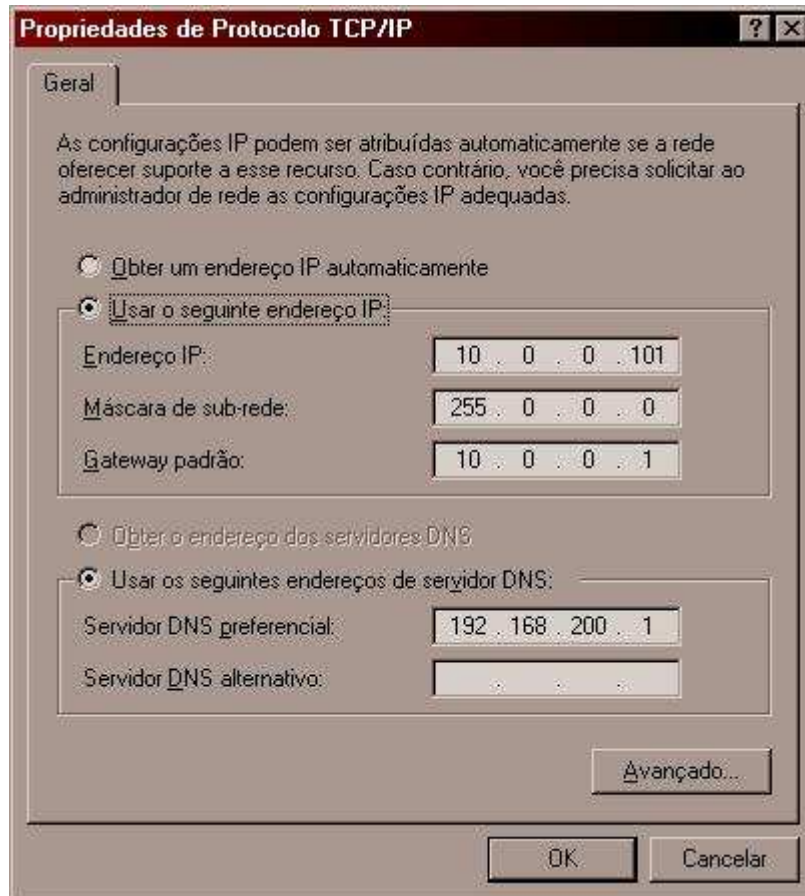 Propriedades de Protocolo TCP/IP
Geral
As configurações IP podem ser atribuídas automaticamente se a rede
oferecer suporte a esse recurso. Caso contrário, você precisa solicitar ao
administrador de rede as configurações IP adequadas.
Obter um endereço IP automaticamente
Usar o seguinte endereço IP:
Endereço IP: 10 . 0 . 0 . 101
Máscara de sub-rede: 255 . 0 . 0 . 0
Gateway padrão: 10 . 0 . 0 . 1
Obter o endereço dos servidores DNS
Usar os seguintes endereços de servidor DNS:
Servidor DNS preferencial: 192 . 168 . 200 . 1
Servidor DNS alternativo: . . .
Avançado...
OK Cancelar